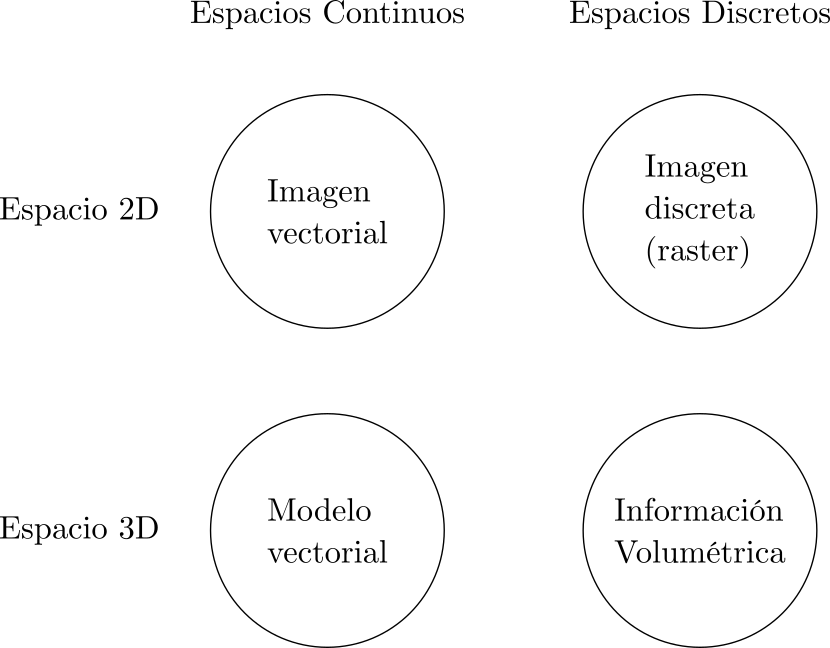 Espacios Continuos
Espacios Discretos
Espacio 2D
Imagen
vectorial
Imagen
discreta
(raster)
Espacio 3D
Modelo
vectorial
Información
Volumétrica